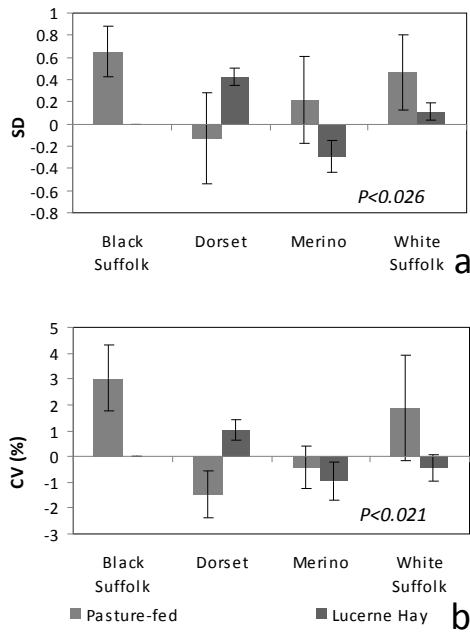 1
0.8
0.6
0.4
0.2
0
-0.2
-0.4
-0.6
-0.8
SD
P<0.026
Black Suffolk
Dorset
Merino
White Suffolk
a
5
4
3
2
1
0
-1
-2
-3
CV (%)
P<0.021
Black Suffolk
Dorset
Merino
White Suffolk
Pasture-fed
Lucerne Hay
b